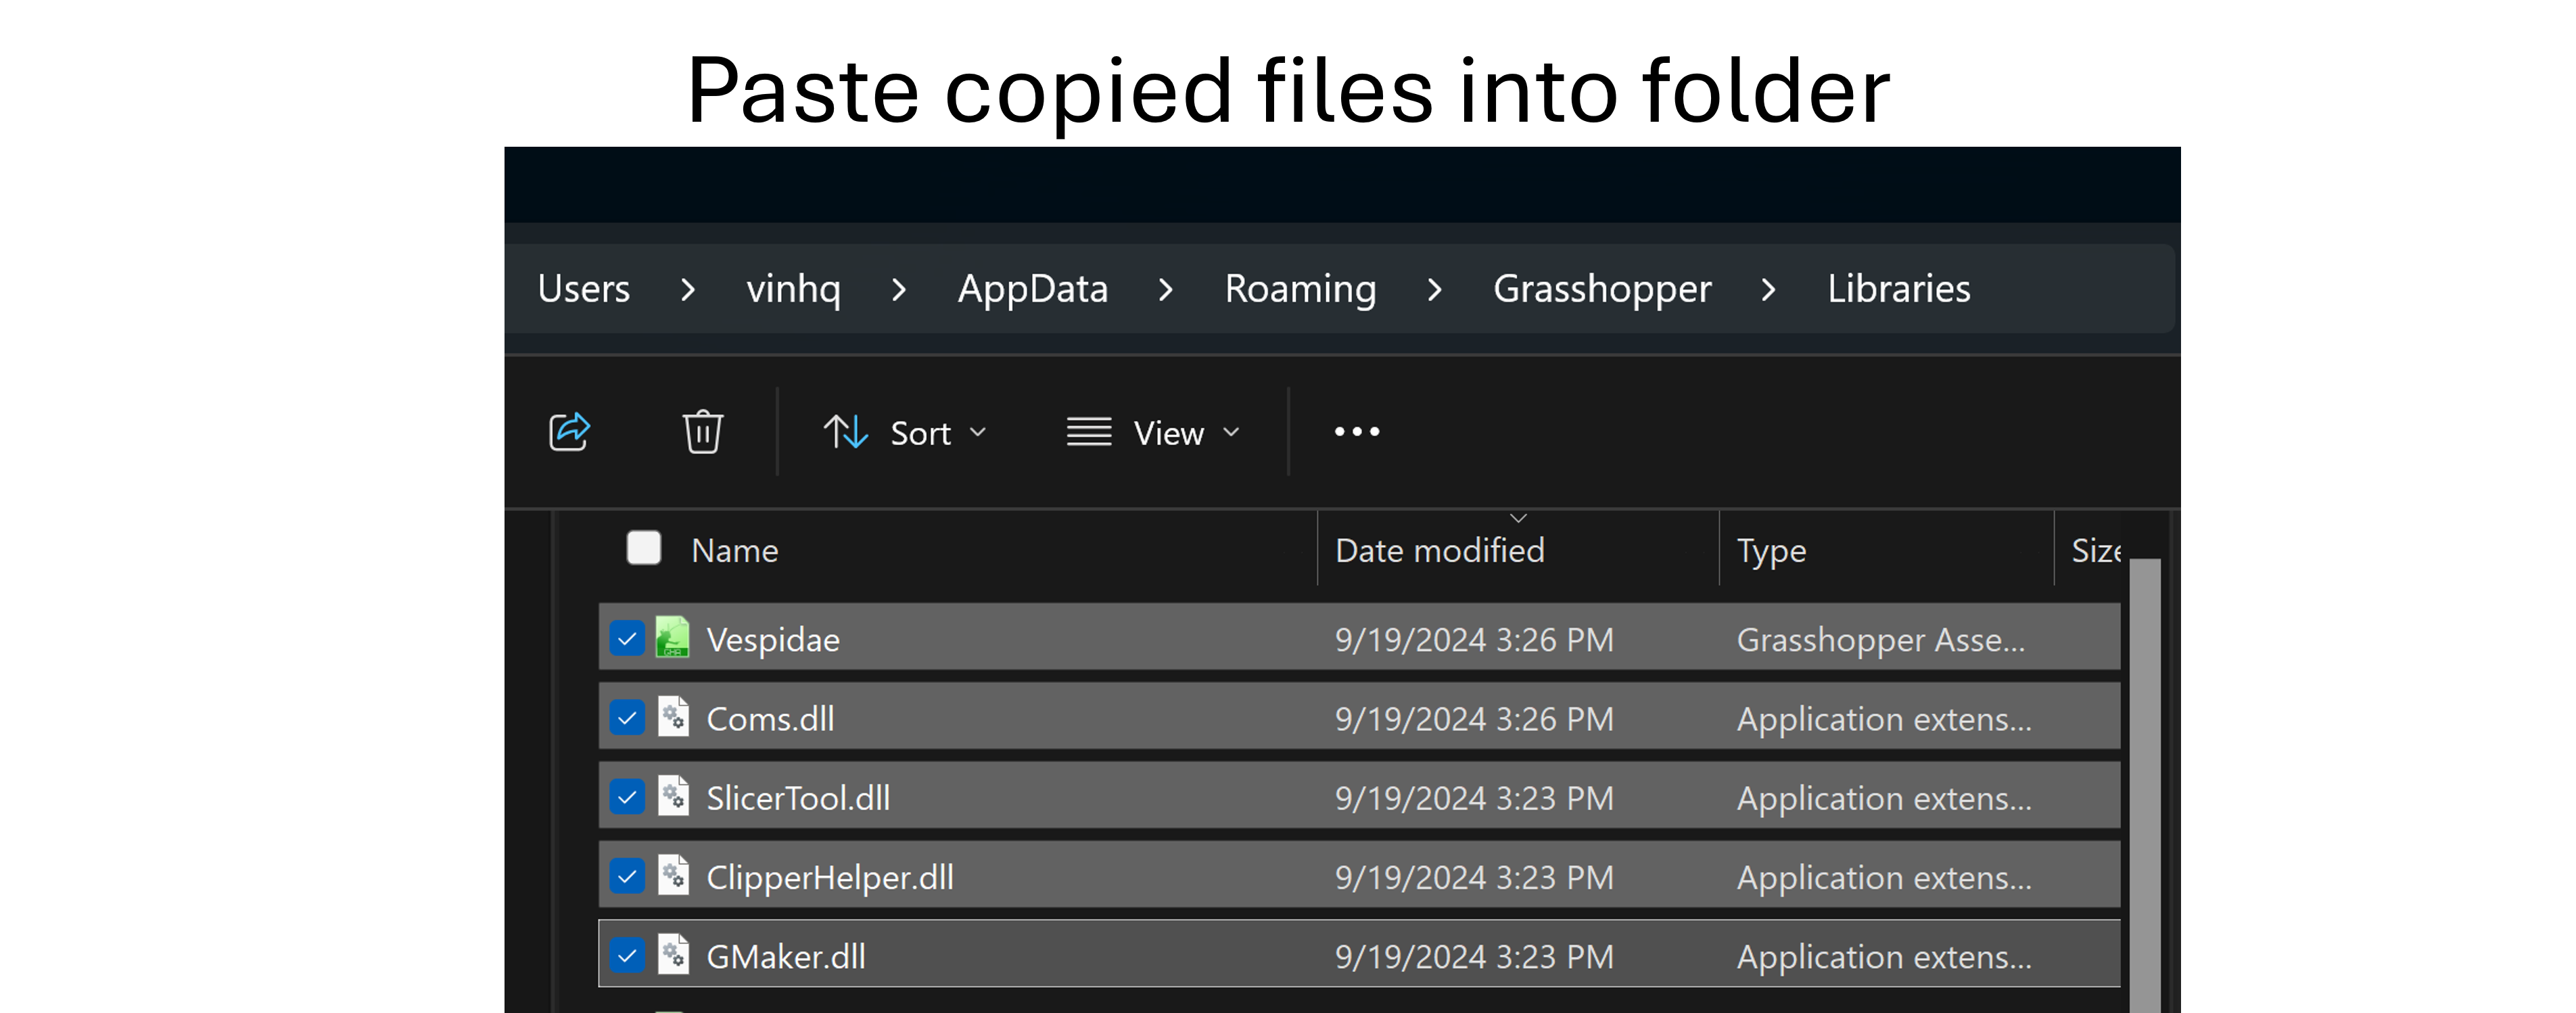 Paste copied files into folder
Users > vinhq > AppData > Roaming > Grasshopper > Libraries
Sort View •••
Name Date modified Type Size
Vespidae 9/19/2024 3:26 PM Grasshopper Asse...
Coms.dll 9/19/2024 3:26 PM Application extens...
SlicerTool.dll 9/19/2024 3:23 PM Application extens...
ClipperHelper.dll 9/19/2024 3:23 PM Application extens...
GMaker.dll 9/19/2024 3:23 PM Application extens...